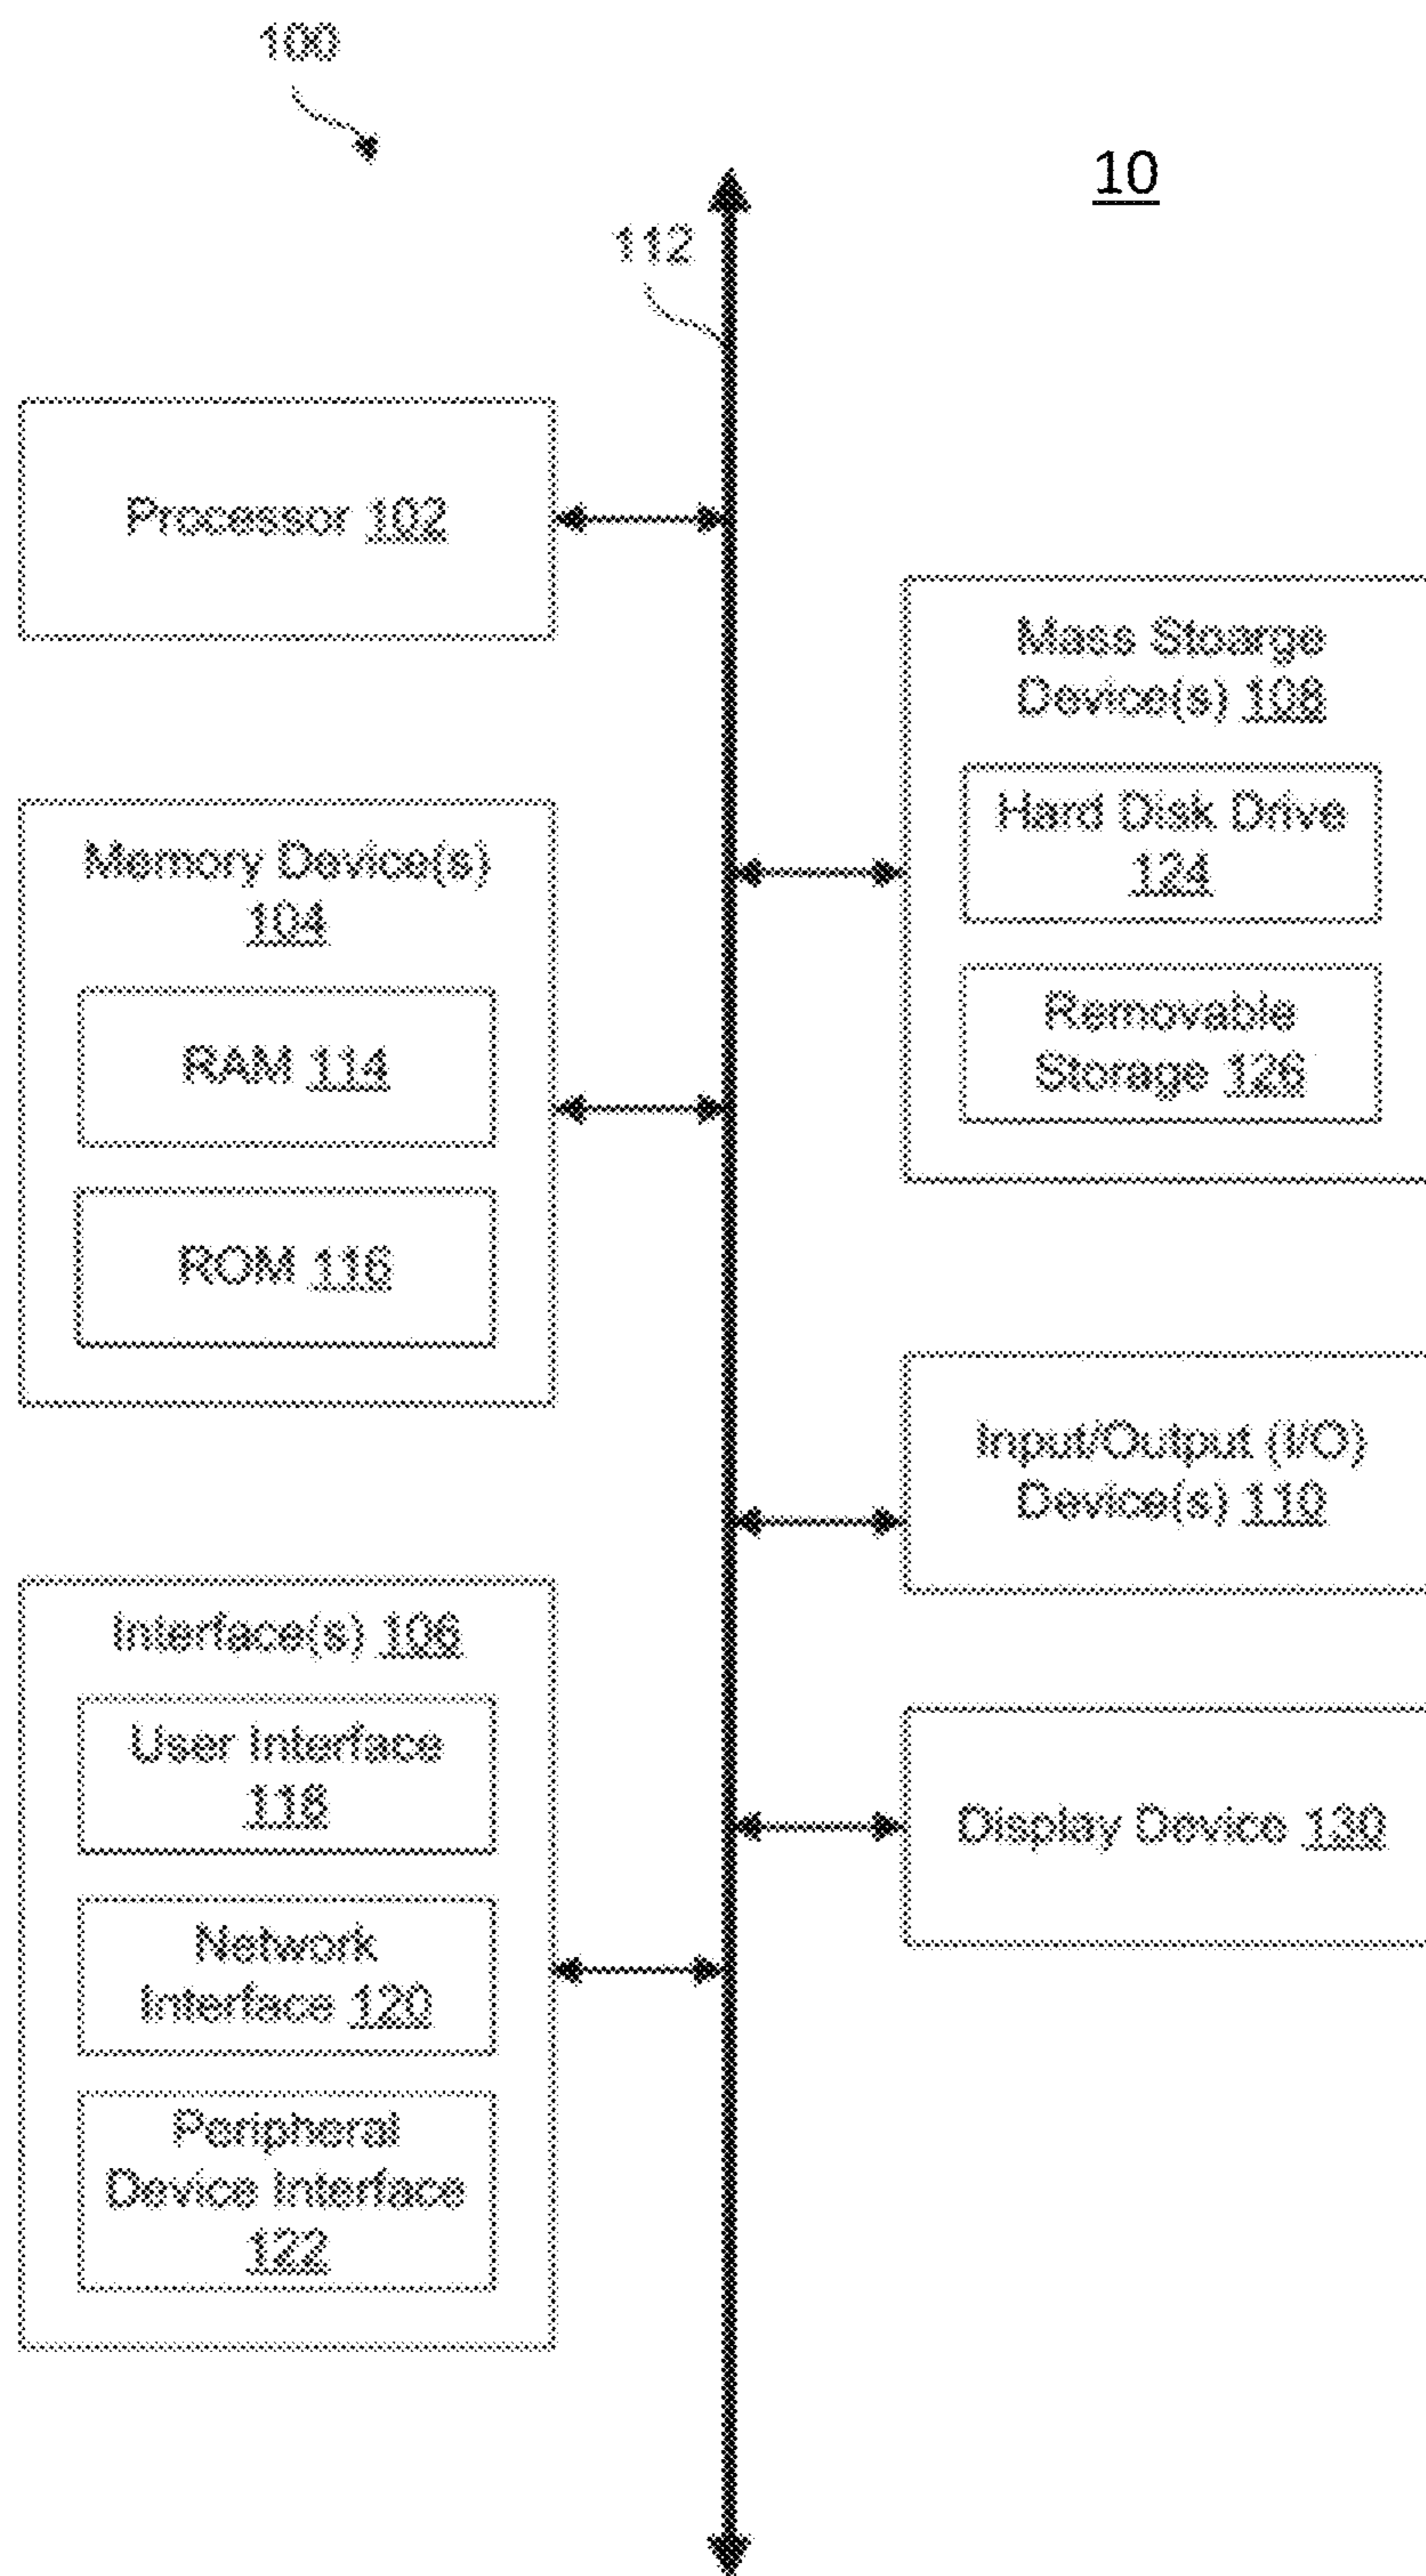 100
10
112
Processor 102
Mass Stoarge
Device(s) 108
Hard Disk Drive
124
Removable
Storage 126
Memory Device(s)
104
RAM 114
ROM 116
Input/Output (I/O)
Device(s) 110
Interface(s) 106
User Interface
118
Network
Interface 120
Peripheral
Device Interface
122
Display Device 130